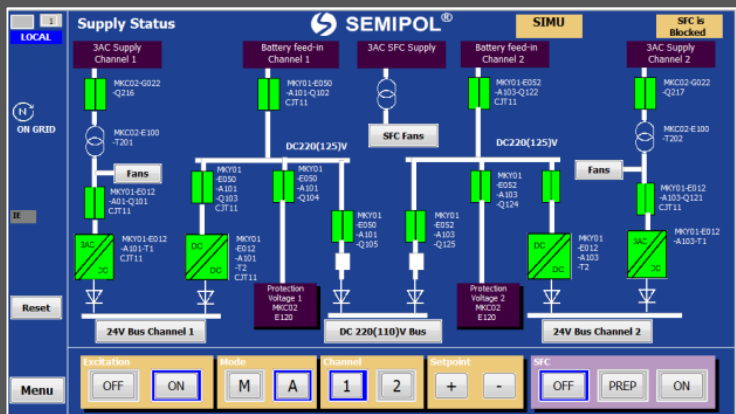 1
LOCAL
Supply Status
SEMIPOL®
SIMU
SFC is
Blocked
3AC Supply
Channel 1
Battery feed-in
Channel 1
3AC SFC Supply
Battery feed-in
Channel 2
3AC Supply
Channel 2
MKC02-G022
-Q216
MKY01-E050
-A101-Q102
CJT11
MKY01-E052
-A103-Q122
CJT11
MKC02-G022
-Q217
N
ON GRID
MKC02-E100
-T201
SFC Fans
MKC02-E100
-T202
DC220(125)V
DC220(125)V
Fans
Fans
MKY01-E012
-A01-Q101
CJT11
MKY01
-E050
-A101
-Q103
CJT11
MKY01
-E050
-A101
-Q104
MKY01
-E050
-A101
-Q105
MKY01
-E052
-A103
-Q125
MKY01
-E052
-A103
-Q124
MKY01-E012
-A103-Q121
CJT11
IE
3AC
DC
MKY01-E012
-A101-T1
CJT11
DC
DC
MKY01
-E012
-A101
-T2
CJT11
DC
DC
MKY01
-E012
-A103
-T2
3AC
DC
MKY01-E012
-A103-T1
Protection
Voltage 1
MKC02
E120
Protection
Voltage 2
MKC02
E120
Reset
24V Bus Channel 1
DC 220(110)V Bus
24V Bus Channel 2
Excitation
Mode
Channel
Setpoint
SFC
Menu
OFF
ON
M
A
1
2
+
-
OFF
PREP
ON